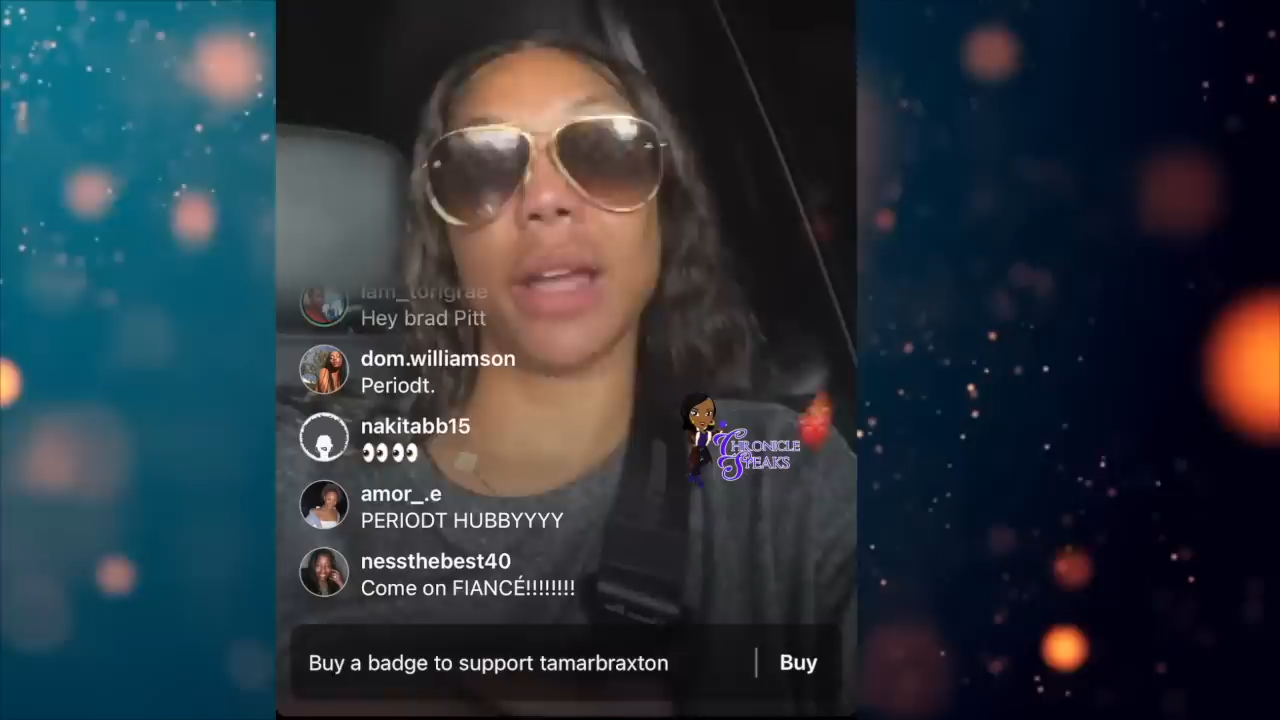 iam_torigrae
Hey brad Pitt
dom.williamson
Periodt.
nakitabb15
👀👀
amor_.e
PERIODT HUBBYYYY
nessthebest40
Come on FIANCÉ!!!!!!!!
CHRONICLE
SPEAKS
Buy a badge to support tamarbraxton
Buy